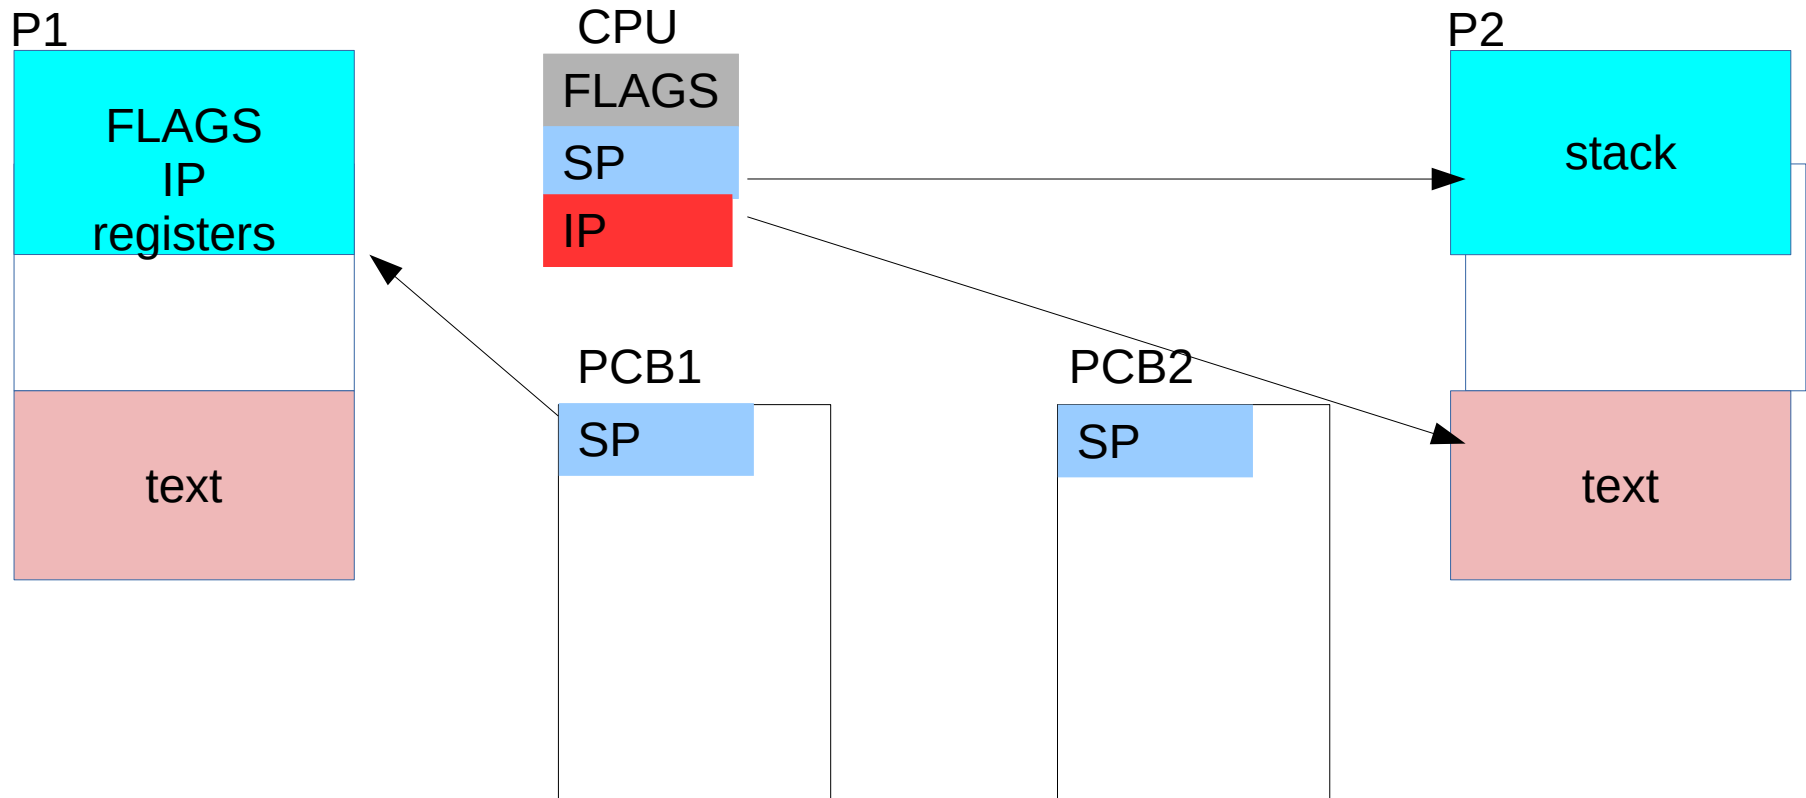 P1
FLAGS
IP
registers
text
CPU
FLAGS
SP
IP
PCB1
SP
PCB2
SP
P2
stack
text